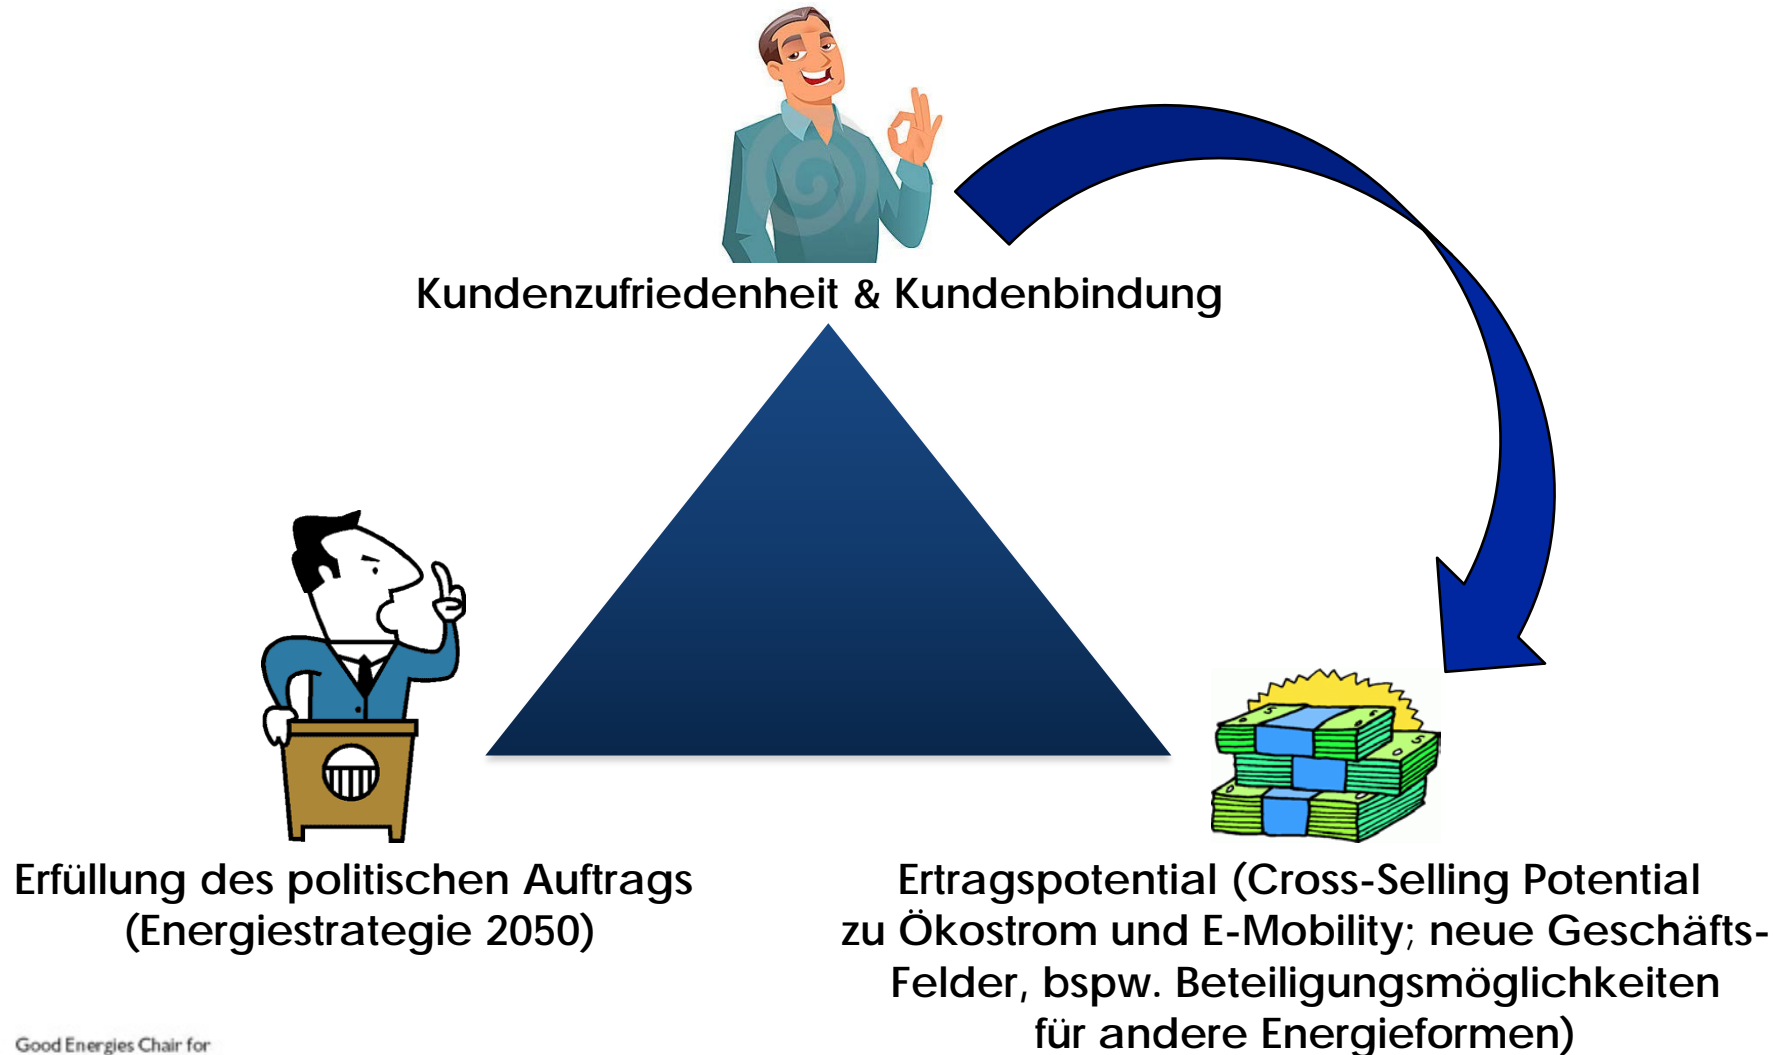 Kundenzufriedenheit & Kundenbindung
Erfüllung des politischen Auftrags
(Energiestrategie 2050)
Ertragspotential (Cross-Selling Potential
zu Ökostrom und E-Mobility; neue Geschäfts-
Felder, bspw. Beteiligungsmöglichkeiten
für andere Energieformen)
Good Energies Chair for